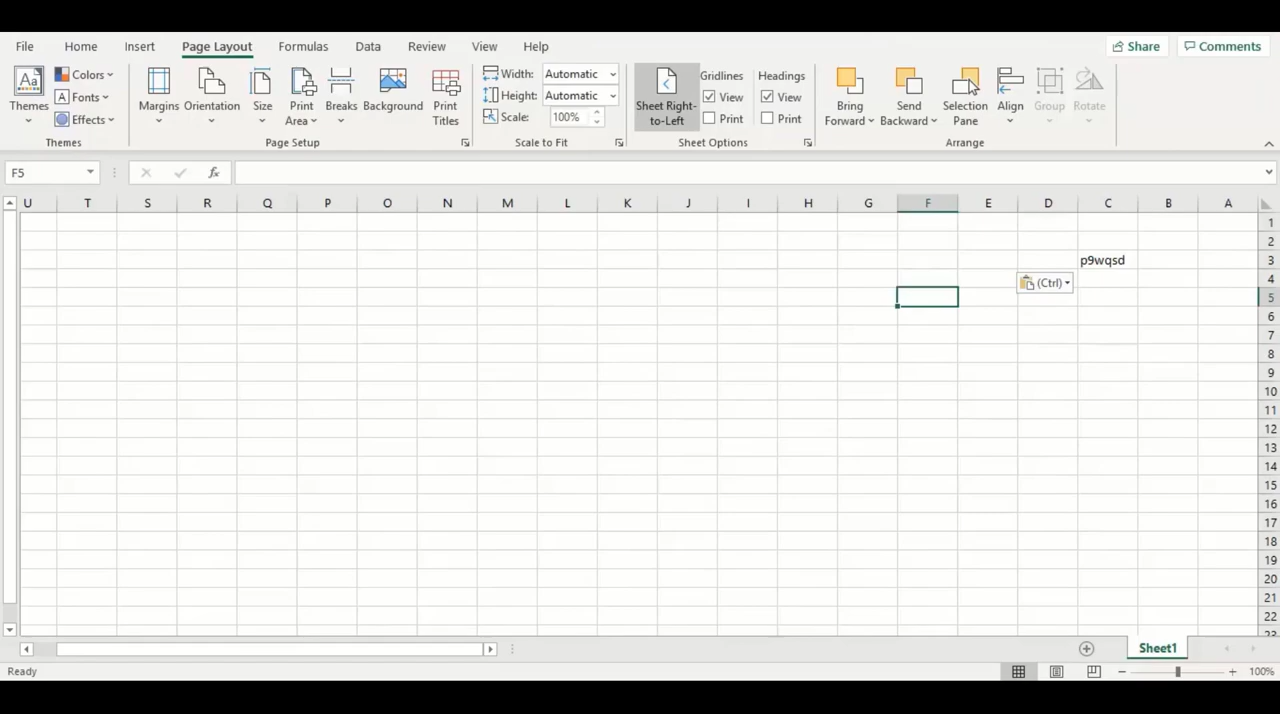 File Home Insert Page Layout Formulas Data Review View Help Share Comments
Aa Colors Fonts Effects Themes
Themes
Margins Orientation Size Print Area Breaks Background Print Titles
Page Setup
Width: Automatic
Height: Automatic
Scale: 100%
Scale to Fit
Sheet Right-to-Left
Gridlines Headings
View View
Print Print
Sheet Options
Bring Forward Send Backward Selection Pane Align Group Rotate
Arrange
F5 fx
U T S R Q P O N M L K J I H G F E D C B A
1
2
p9wqsd 3
(Ctrl) 4
5
6
7
8
9
10
11
12
13
14
15
16
17
18
19
20
21
22
23
Sheet1
Ready 100%